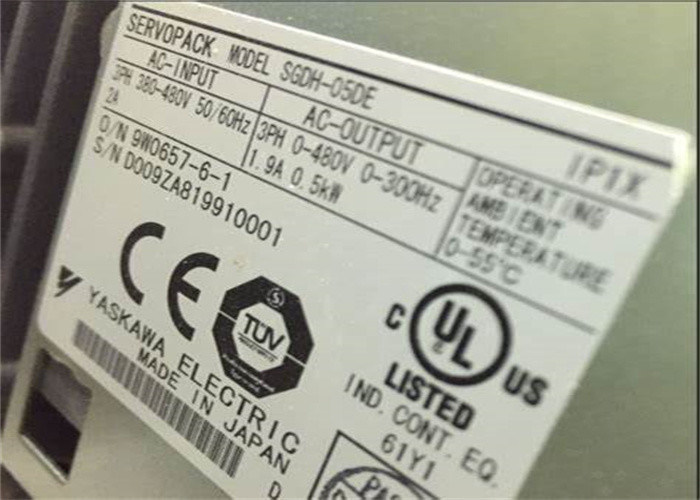 SERVOPACK MODEL SGDH-05DE
IP1X
AC-INPUT
3PH 380-480V 50/60Hz
2A
AC-OUTPUT
3PH 0-480V 0-300Hz
1.9A 0.5kW
OPERATING
AMBIENT
TEMPERATURE
0-55°C
O/N 9W0657-6-1
S/N D009ZA819910001
CE
TÜV
C UL US
LISTED
IND. CONT. EQ.
61Y1
YASKAWA ELECTRIC
MADE IN JAPAN
D